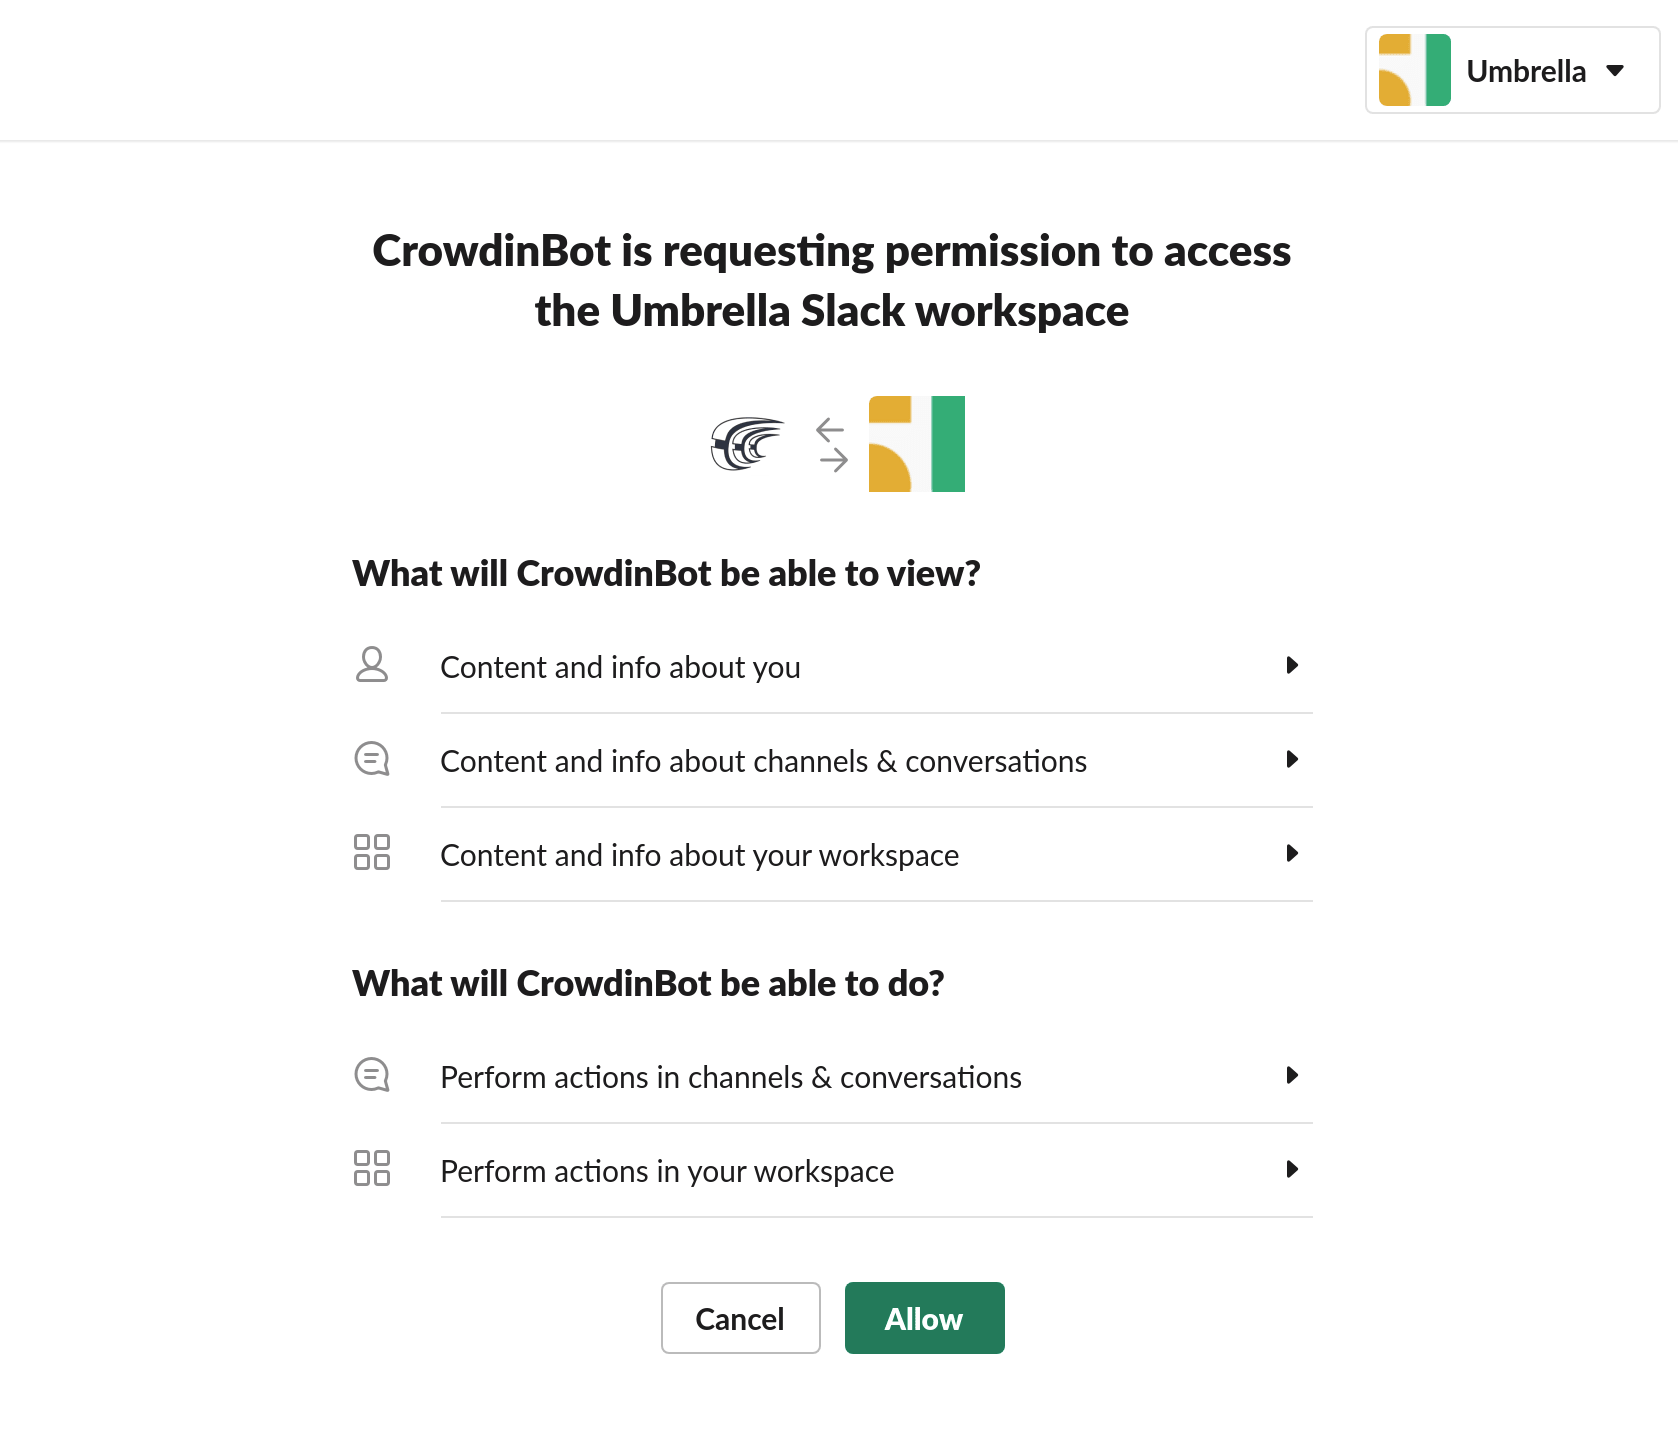 Umbrella
CrowdinBot is requesting permission to access
the Umbrella Slack workspace
What will CrowdinBot be able to view?
Content and info about you
Content and info about channels & conversations
Content and info about your workspace
What will CrowdinBot be able to do?
Perform actions in channels & conversations
Perform actions in your workspace
Cancel
Allow